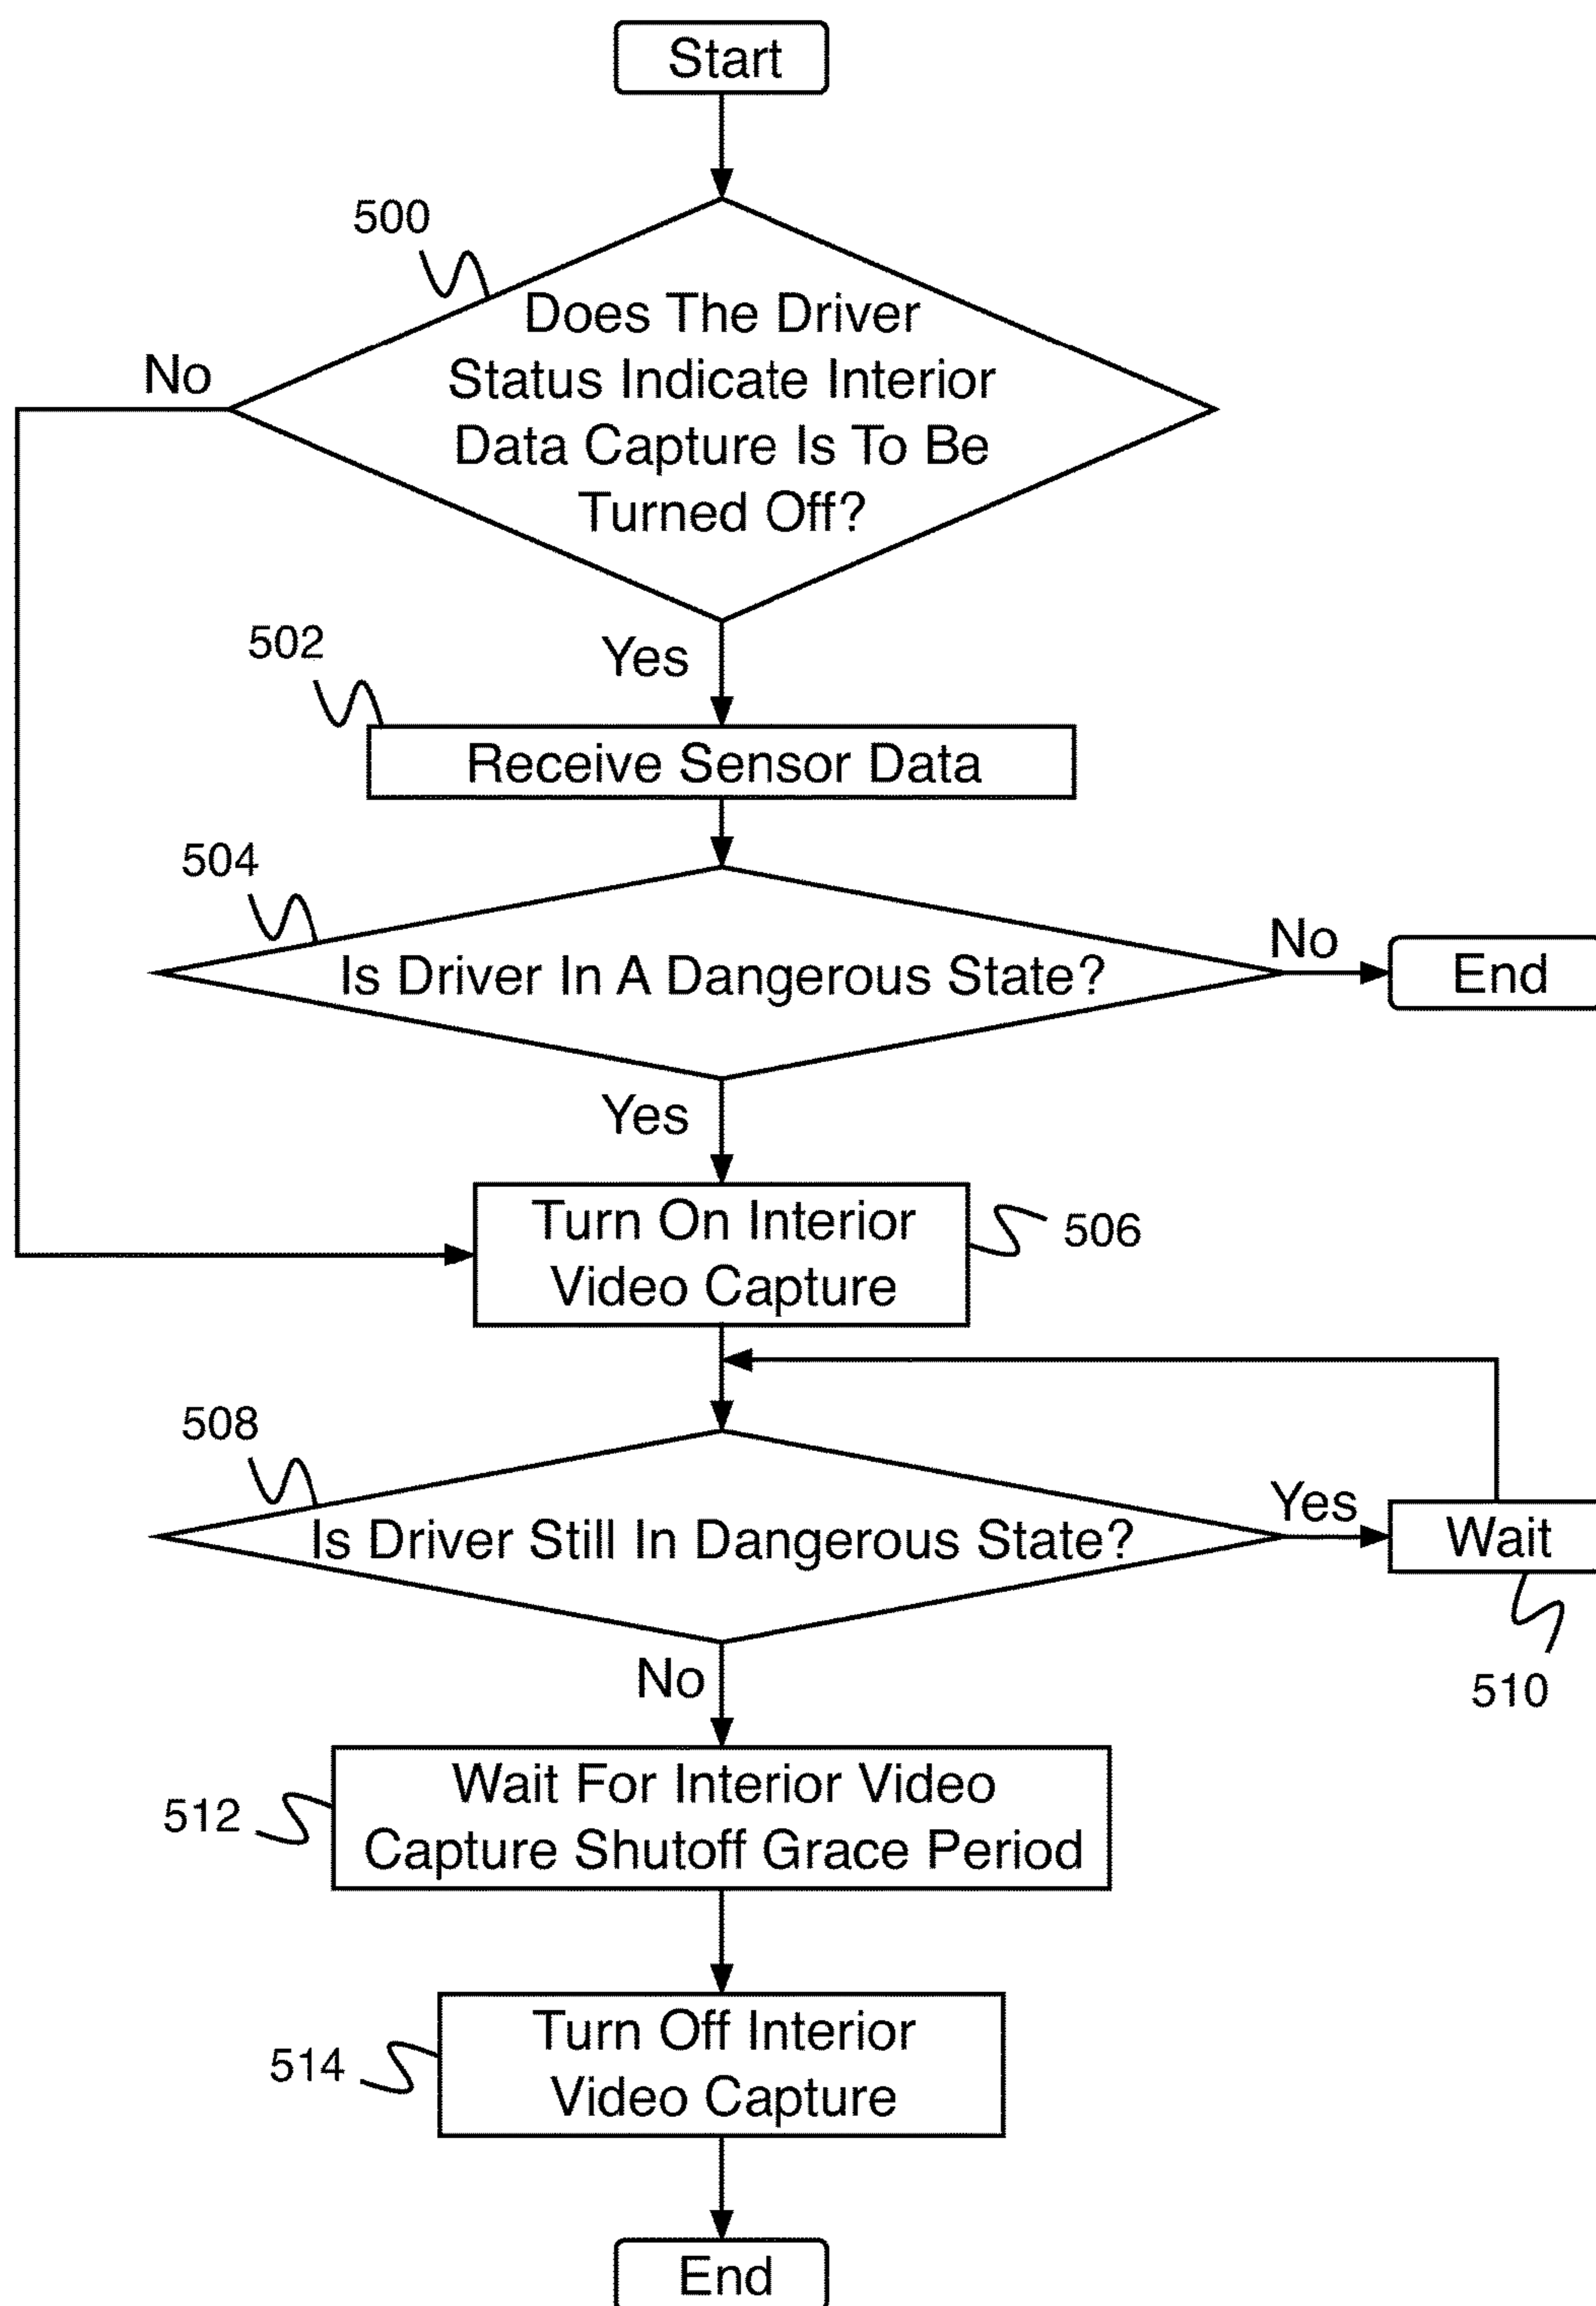 Start
500
Does The Driver
Status Indicate Interior
Data Capture Is To Be
Turned Off?
No
Yes
502
Receive Sensor Data
504
Is Driver In A Dangerous State?
No
End
Yes
Turn On Interior
Video Capture
506
508
Is Driver Still In Dangerous State?
Yes
Wait
510
No
512
Wait For Interior Video
Capture Shutoff Grace Period
514
Turn Off Interior
Video Capture
End